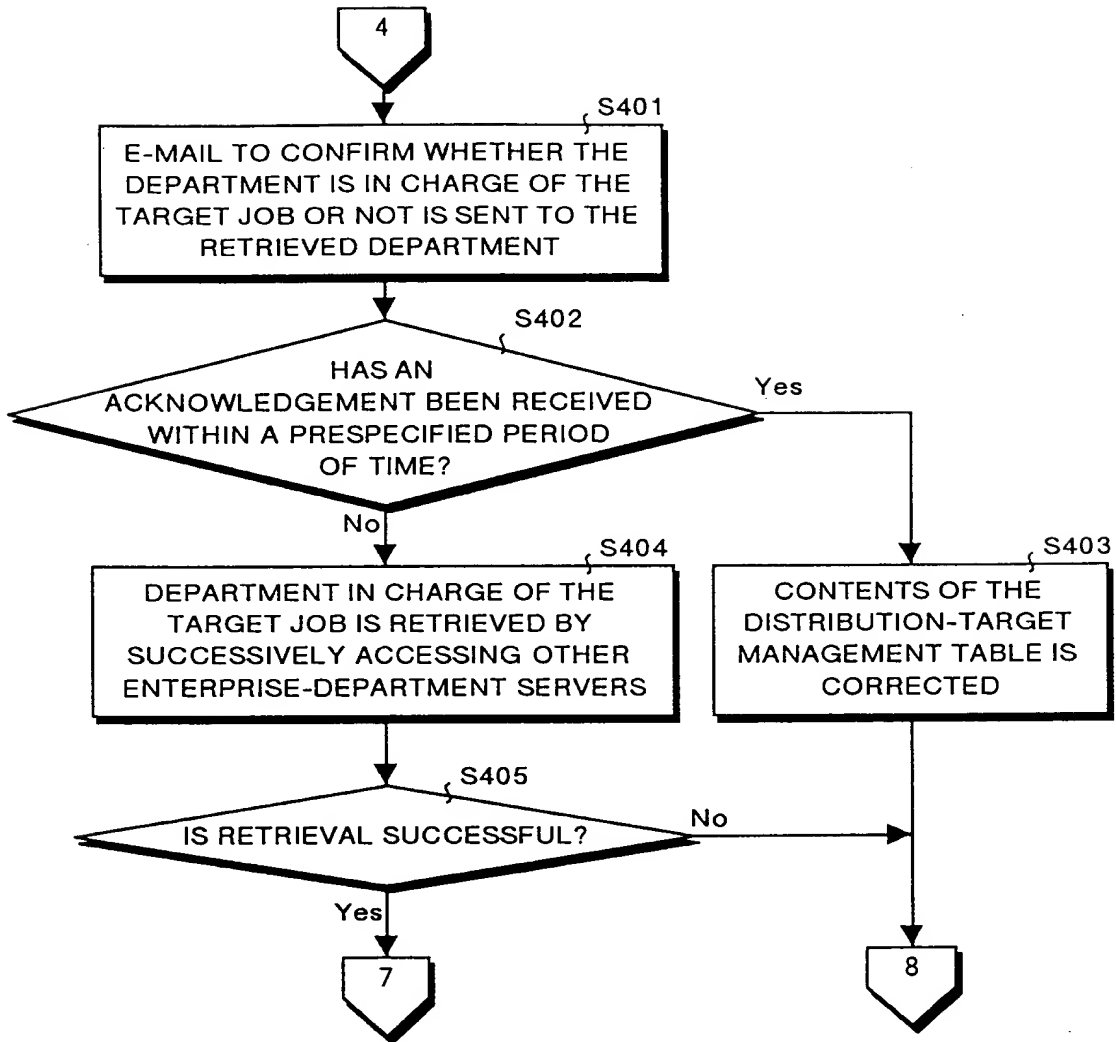 4
S401
E-MAIL TO CONFIRM WHETHER THE
DEPARTMENT IS IN CHARGE OF THE
TARGET JOB OR NOT IS SENT TO THE
RETRIEVED DEPARTMENT
S402
HAS AN
ACKNOWLEDGEMENT BEEN RECEIVED
WITHIN A PRESPECIFIED PERIOD
OF TIME?
Yes
No
S404
DEPARTMENT IN CHARGE OF THE
TARGET JOB IS RETRIEVED BY
SUCCESSIVELY ACCESSING OTHER
ENTERPRISE-DEPARTMENT SERVERS
S403
CONTENTS OF THE
DISTRIBUTION-TARGET
MANAGEMENT TABLE IS
CORRECTED
S405
IS RETRIEVAL SUCCESSFUL?
No
Yes
7
8